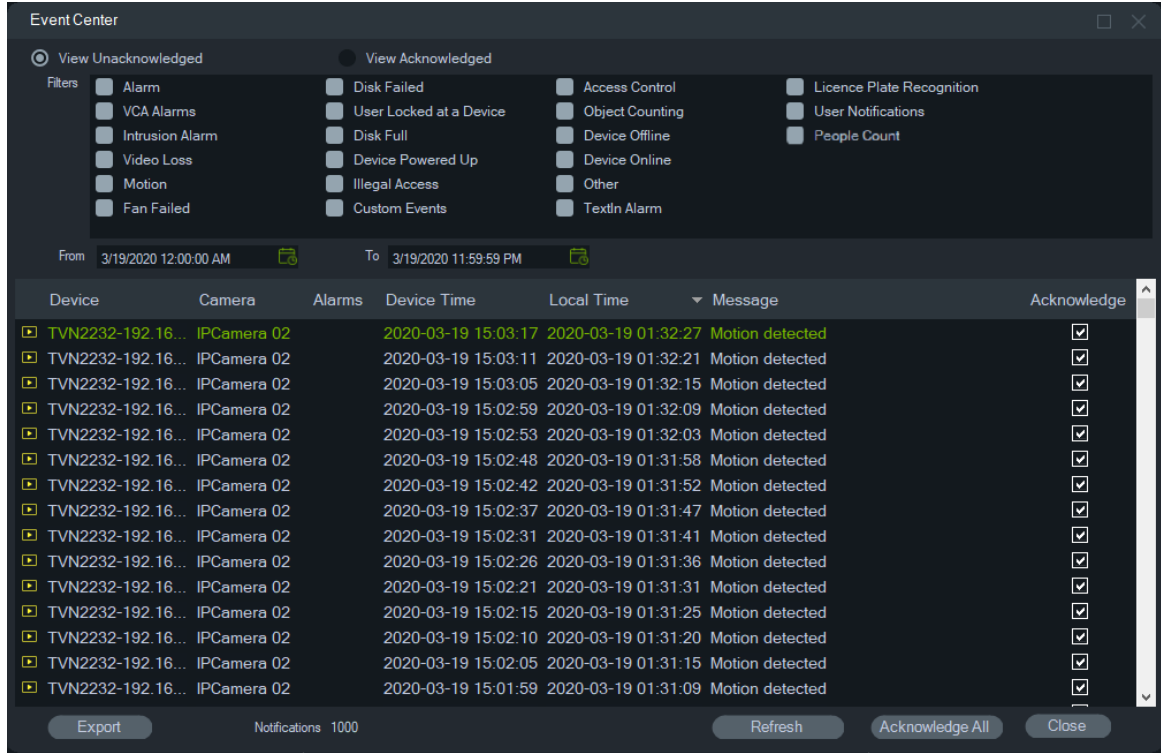 Event Center
View Unacknowledged View Acknowledged
Filters Alarm Disk Failed Access Control Licence Plate Recognition
VCA Alarms User Locked at a Device Object Counting User Notifications
Intrusion Alarm Disk Full Device Offline People Count
Video Loss Device Powered Up Device Online
Motion Illegal Access Other
Fan Failed Custom Events TextIn Alarm
From 3/19/2020 12:00:00 AM To 3/19/2020 11:59:59 PM
Device Camera Alarms Device Time Local Time Message Acknowledge
TVN2232-192.16... IPCamera 02 2020-03-19 15:03:17 2020-03-19 01:32:27 Motion detected
TVN2232-192.16... IPCamera 02 2020-03-19 15:03:11 2020-03-19 01:32:21 Motion detected
TVN2232-192.16... IPCamera 02 2020-03-19 15:03:05 2020-03-19 01:32:15 Motion detected
TVN2232-192.16... IPCamera 02 2020-03-19 15:02:59 2020-03-19 01:32:09 Motion detected
TVN2232-192.16... IPCamera 02 2020-03-19 15:02:53 2020-03-19 01:32:03 Motion detected
TVN2232-192.16... IPCamera 02 2020-03-19 15:02:48 2020-03-19 01:31:58 Motion detected
TVN2232-192.16... IPCamera 02 2020-03-19 15:02:42 2020-03-19 01:31:52 Motion detected
TVN2232-192.16... IPCamera 02 2020-03-19 15:02:37 2020-03-19 01:31:47 Motion detected
TVN2232-192.16... IPCamera 02 2020-03-19 15:02:31 2020-03-19 01:31:41 Motion detected
TVN2232-192.16... IPCamera 02 2020-03-19 15:02:26 2020-03-19 01:31:36 Motion detected
TVN2232-192.16... IPCamera 02 2020-03-19 15:02:21 2020-03-19 01:31:31 Motion detected
TVN2232-192.16... IPCamera 02 2020-03-19 15:02:15 2020-03-19 01:31:25 Motion detected
TVN2232-192.16... IPCamera 02 2020-03-19 15:02:10 2020-03-19 01:31:20 Motion detected
TVN2232-192.16... IPCamera 02 2020-03-19 15:02:05 2020-03-19 01:31:15 Motion detected
TVN2232-192.16... IPCamera 02 2020-03-19 15:01:59 2020-03-19 01:31:09 Motion detected
Export Notifications 1000 Refresh Acknowledge All Close